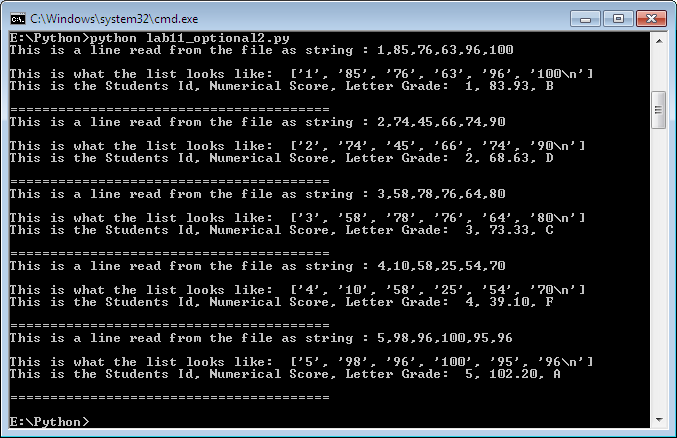 C:\Windows\system32\cmd.exe
E:\Python>python lab11_optional2.py
This is a line read from the file as string : 1,85,76,63,96,100
This is what the list looks like:  ['1', '85', '76', '63', '96', '100\n']
This is the Students Id, Numerical Score, Letter Grade:  1, 83.93, B
========================================
This is a line read from the file as string : 2,74,45,66,74,90
This is what the list looks like:  ['2', '74', '45', '66', '74', '90\n']
This is the Students Id, Numerical Score, Letter Grade:  2, 68.63, D
========================================
This is a line read from the file as string : 3,58,78,76,64,80
This is what the list looks like:  ['3', '58', '78', '76', '64', '80\n']
This is the Students Id, Numerical Score, Letter Grade:  3, 73.33, C
========================================
This is a line read from the file as string : 4,10,58,25,54,70
This is what the list looks like:  ['4', '10', '58', '25', '54', '70\n']
This is the Students Id, Numerical Score, Letter Grade:  4, 39.10, F
========================================
This is a line read from the file as string : 5,98,96,100,95,96
This is what the list looks like:  ['5', '98', '96', '100', '95', '96\n']
This is the Students Id, Numerical Score, Letter Grade:  5, 102.20, A
========================================
E:\Python>